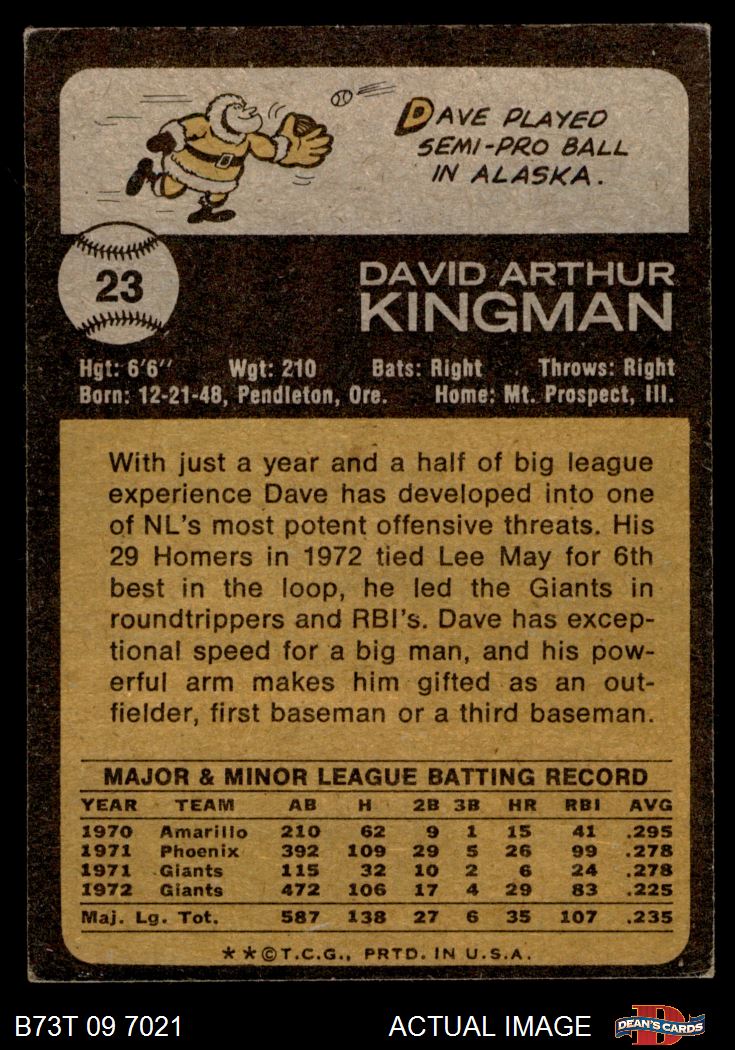 DAVE PLAYED
SEMI-PRO BALL
IN ALASKA.
23
DAVID ARTHUR
KINGMAN
Hgt: 6'6" Wgt: 210 Bats: Right Throws: Right
Born: 12-21-48, Pendleton, Ore. Home: Mt. Prospect, Ill.
With just a year and a half of big league
experience Dave has developed into one
of NL's most potent offensive threats. His
29 Homers in 1972 tied Lee May for 6th
best in the loop, he led the Giants in
roundtrippers and RBI's. Dave has excep-
tional speed for a big man, and his pow-
erful arm makes him gifted as an out-
fielder, first baseman or a third baseman.
MAJOR & MINOR LEAGUE BATTING RECORD
YEAR TEAM AB H 2B 3B HR RBI AVG
1970 Amarillo 210 62 9 1 15 41 .295
1971 Phoenix 392 109 29 5 26 99 .278
1971 Giants 115 32 10 2 6 24 .278
1972 Giants 472 106 17 4 29 83 .225
Maj. Lg. Tot. 587 138 27 6 35 107 .235
**©T.C.G., PRTD. IN U.S.A.
B73T 09 7021 ACTUAL IMAGE DEAN'S CARDS